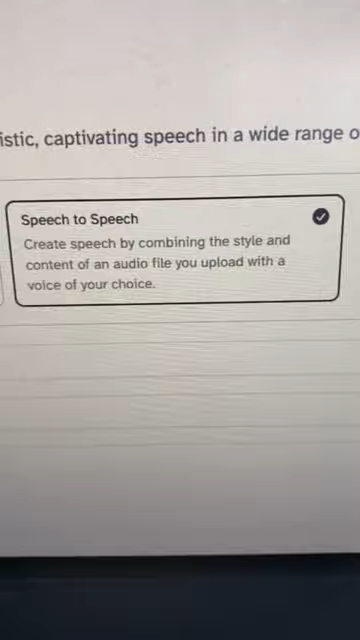 istic, captivating speech in a wide range o
Speech to Speech
Create speech by combining the style and
content of an audio file you upload with a
voice of your choice.